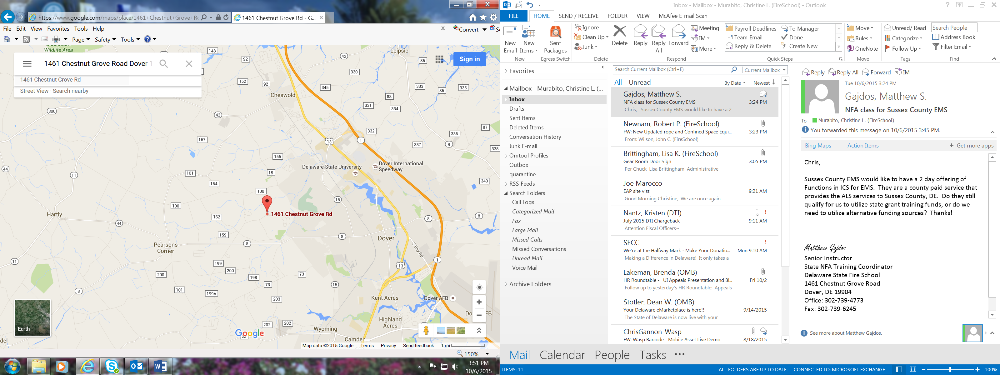 https://www.google.com/maps/place/1461+Chestnut+Grove+Rd
1461 Chestnut Grove Rd - G...
File Edit View Favorites Tools Help
Convert
Page Safety Tools
Wildlife Area
1461 Chestnut Grove Road Dover
Sign in
1461 Chestnut Grove Rd
Street View · Search nearby
Leipsic
148
92
42
86
330
152
92
345
333
335
86
Cheswold
88
331
334
300
42
87
332
336
167
13
1
337
9
338
155
Delaware State University
Dover International
Speedway
44
11
101
15
164
340
100
15
100
1461 Chestnut Grove Rd
Hartly
162
8
8
44
159
8
Dover
Pearsons
Corner
8
S Bay Rd
11
199
200
13
1
200
198
73
73
15
8
101
199A
203
Kent Acres
Dover AFB
Highland
Acres
202
202
Wyoming
Camden
52
del
Earth
Google
Map data ©2015 Google Terms Privacy Send feedback 1 mi
150%
3:51 PM
10/6/2015
Inbox - Mailbox - Murabito, Christine L. (FireSchool) - Outlook
FILE HOME SEND / RECEIVE FOLDER VIEW McAfee E-mail Scan
New Email
New Items
New
Sent Packages
Egress Switch
Ignore
Clean Up
Junk
Delete
Delete
Reply
Reply All
Forward
Meeting
IM
More
Respond
Payroll Deadlines
Team Email
Reply & Delete
To Manager
Done
Create New
Quick Steps
Move
Rules
OneNote
Move
Unread/ Read
Categorize
Follow Up
Tags
Search People
Address Book
Filter Email
Find
Favorites
Mailbox - Murabito, Christine L. (...
Inbox
Drafts
Sent Items
Deleted Items
Conversation History
Junk E-mail
Omtool Profiles
Outbox
quarantine
RSS Feeds
Search Folders
Call Logs
Categorized Mail
Fax
Large Mail
Missed Calls
Missed Conversations
Unread Mail
Voice Mail
Archive Folders
Search Current Mailbox (Ctrl+E)
Current Mailbox
All Unread
By Date Newest
Gajdos, Matthew S.
NFA class for Sussex County EMS 3:24 PM
Chris, Sussex County EMS would like to have a 2
Newnam, Robert P. (FireSchool)
FW: New Updated rope and Confined Space Equi... 3:23 PM
From: Wilson, John C. (FireSchool)
Brittingham, Lisa K. (FireSchool)
Gear Room Door Sign 3:05 PM
Per Chuck Lisa Brittingham Administrative
Joe Marocco
EAP site vist 9:21 AM
Good Morning Christine, We are once again
Nantz, Kristen (DTI)
July 2015 DTI Chargeback 9:11 AM
Attention Fiscal Officers~
SECC
We're at the Halfway Mark - Make Your Donatio... Mon 9:10 AM
Making a Difference in Delaware! It only takes a
Lakeman, Brenda (OMB)
HR Roundtable - UI Appeals Presentation and Bl... Fri 10/2
Follow up to yesterday's HR Roundtable: Appeals
Stotler, Dean W. (OMB)
Your Delaware eMarketplace is here!! 9/14/2015
The State of Delaware is now live with your
ChrisGannon-Wasp
FW: Wasp Barcode - Mobile Asset Live Demo 8/18/2015
Reply Reply All Forward IM
Tue 10/6/2015 3:24 PM
Gajdos, Matthew S.
NFA class for Sussex County EMS
To Murabito, Christine L. (FireSchool)
You forwarded this message on 10/6/2015 3:45 PM.
Bing Maps Action Items + Get more apps
Chris,
Sussex County EMS would like to have a 2 day offering of
Functions in ICS for EMS. They are a county paid service that
provides the ALS services to Sussex County, DE. Do they still
qualify for us to utilize state grant training funds, or do we
need to utilize alternative funding sources? Thanks!
Matthew Gajdos
Senior Instructor
State NFA Training Coordinator
Delaware State Fire School
1461 Chestnut Grove Road
Dover, DE 19904
Office: 302-739-4773
Fax: 302-739-6245
See more about Matthew Gajdos.
Mail Calendar People Tasks ···
ITEMS: 11
ALL FOLDERS ARE UP TO DATE. CONNECTED TO: MICROSOFT EXCHANGE 100%